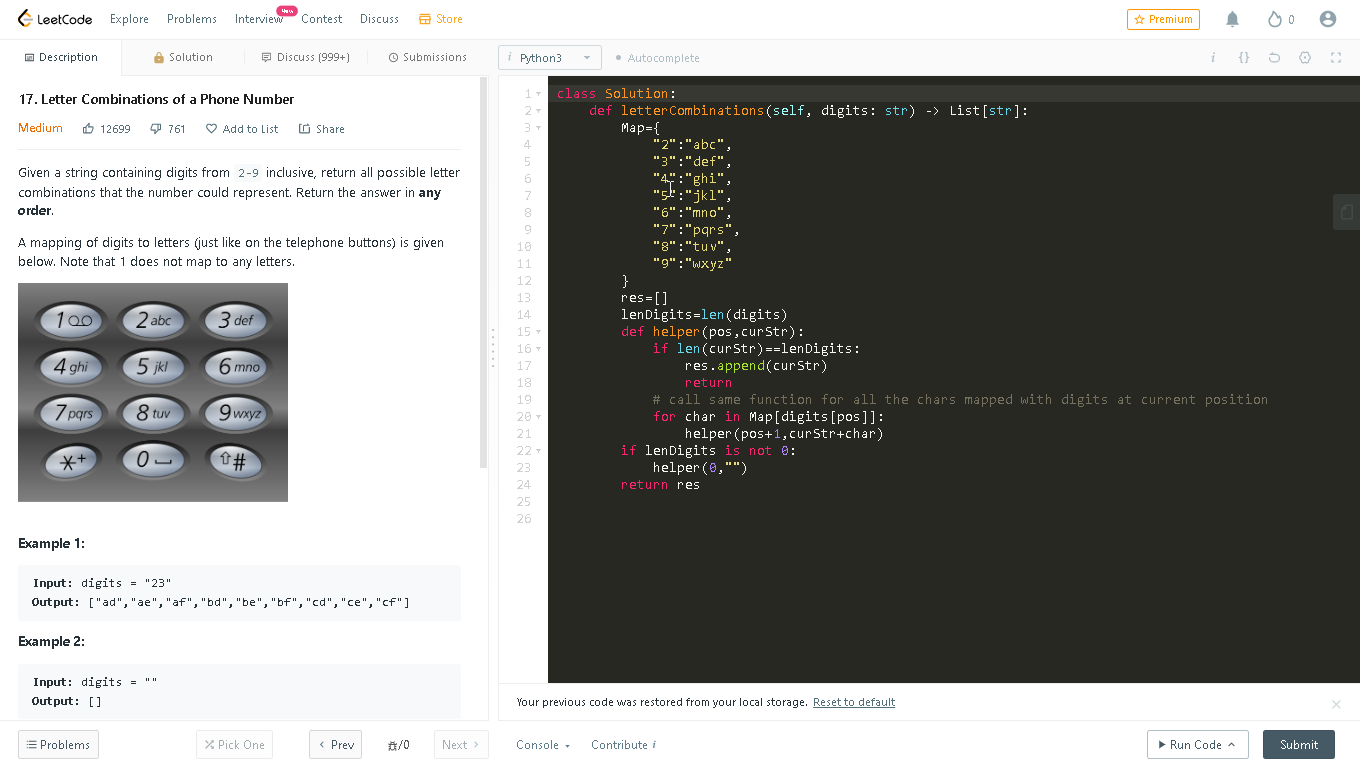 LeetCode Explore Problems Interview New Contest Discuss Store Premium 0
Description Solution Discuss (999+) Submissions i Python3 Autocomplete i {}
17. Letter Combinations of a Phone Number
Medium 12699 761 Add to List Share
Given a string containing digits from 2-9 inclusive, return all possible letter
combinations that the number could represent. Return the answer in any
order.
A mapping of digits to letters (just like on the telephone buttons) is given
below. Note that 1 does not map to any letters.
1 2 abc 3 def
4 ghi 5 jkl 6 mno
7 pqrs 8 tuv 9 wxyz
*+ 0 #
Example 1:
Input: digits = "23"
Output: ["ad","ae","af","bd","be","bf","cd","ce","cf"]
Example 2:
Input: digits = ""
Output: []
1 class Solution:
2 def letterCombinations(self, digits: str) -> List[str]:
3 Map={
4 "2":"abc",
5 "3":"def",
6 "4":"ghi",
7 "5":"jkl",
8 "6":"mno",
9 "7":"pqrs",
10 "8":"tuv",
11 "9":"wxyz"
12 }
13 res=[]
14 lenDigits=len(digits)
15 def helper(pos,curStr):
16 if len(curStr)==lenDigits:
17 res.append(curStr)
18 return
19 # call same function for all the chars mapped with digits at current position
20 for char in Map[digits[pos]]:
21 helper(pos+1,curStr+char)
22 if lenDigits is not 0:
23 helper(0,"")
24 return res
25
26
Your previous code was restored from your local storage. Reset to default
Problems Pick One Prev /0 Next Console Contribute i Run Code Submit